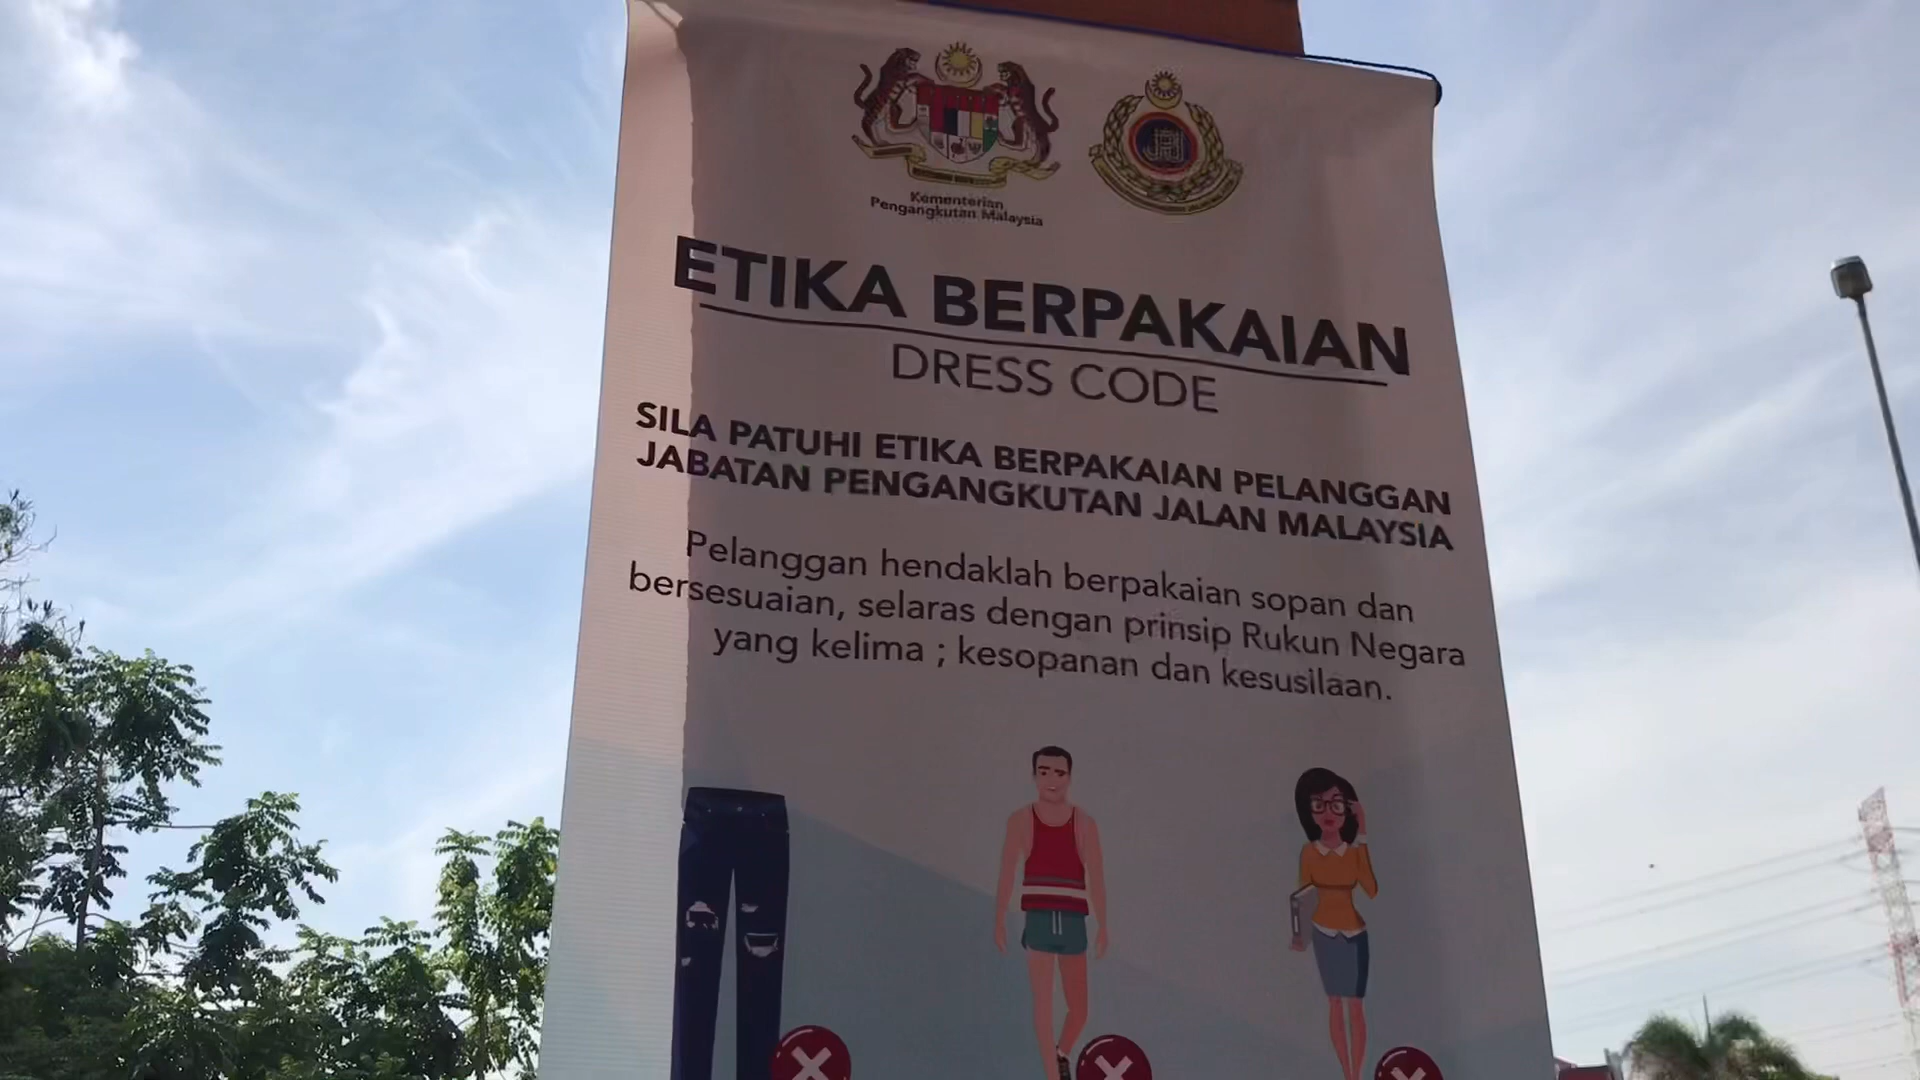 Kementerian
Pengangkutan Malaysia
ETIKA BERPAKAIAN
DRESS CODE
SILA PATUHI ETIKA BERPAKAIAN PELANGGAN
JABATAN PENGANGKUTAN JALAN MALAYSIA
Pelanggan hendaklah berpakaian sopan dan
bersesuaian, selaras dengan prinsip Rukun Negara
yang kelima ; kesopanan dan kesusilaan.